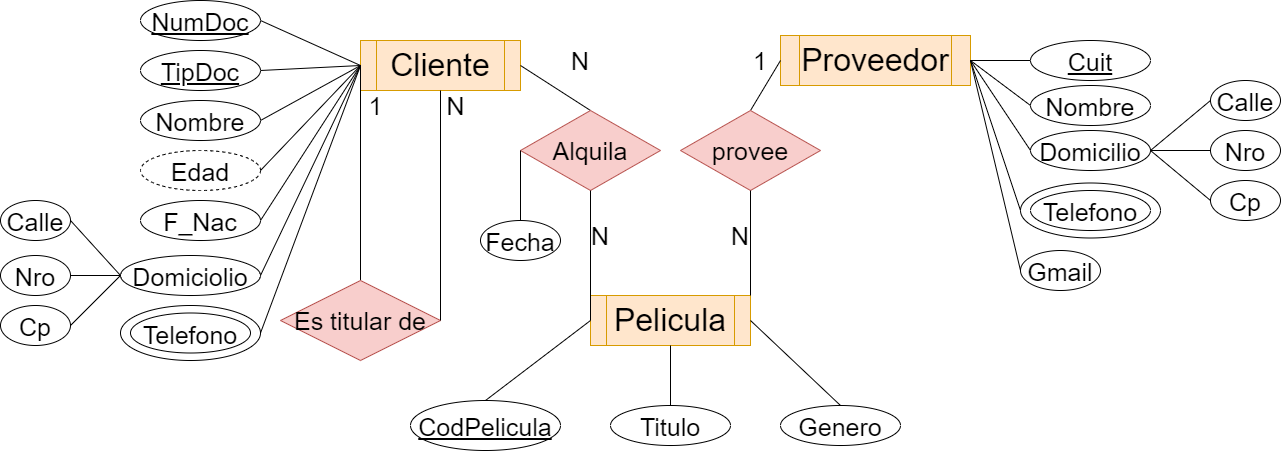 NumDoc
TipDoc
Nombre
Edad
F_Nac
Domiciolio
Calle
Nro
Cp
Telefono
Cliente
1
N
Es titular de
N
Alquila
Fecha
N
1
provee
N
Proveedor
Cuit
Nombre
Domicilio
Calle
Nro
Cp
Telefono
Gmail
Pelicula
CodPelicula
Titulo
Genero